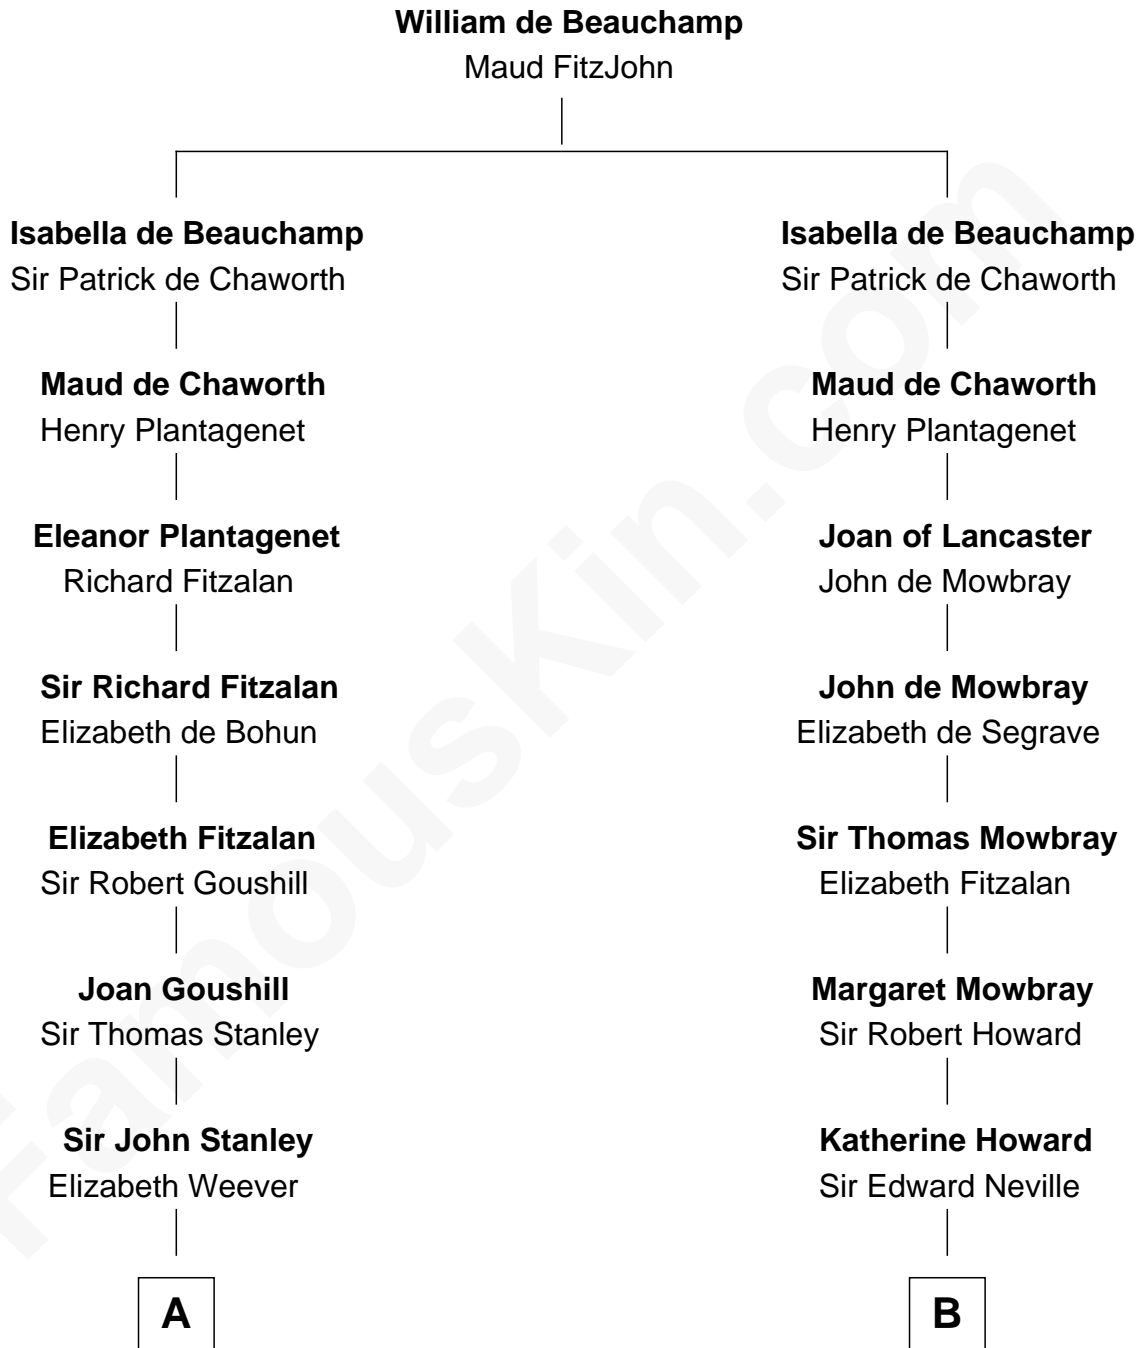 William de Beauchamp
Maud FitzJohn
Isabella de Beauchamp
Sir Patrick de Chaworth
Isabella de Beauchamp
Sir Patrick de Chaworth
Maud de Chaworth
Henry Plantagenet
Maud de Chaworth
Henry Plantagenet
Eleanor Plantagenet
Richard Fitzalan
Joan of Lancaster
John de Mowbray
Sir Richard Fitzalan
Elizabeth de Bohun
John de Mowbray
Elizabeth de Segrave
Elizabeth Fitzalan
Sir Robert Goushill
Sir Thomas Mowbray
Elizabeth Fitzalan
Joan Goushill
Sir Thomas Stanley
Margaret Mowbray
Sir Robert Howard
Sir John Stanley
Elizabeth Weever
Katherine Howard
Sir Edward Neville
A
B
FamousKin.com